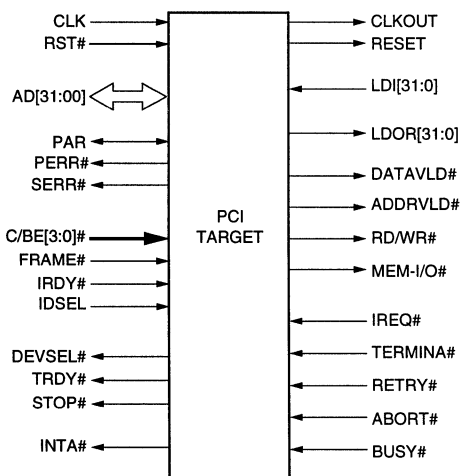 CLK
RST#
AD[31:00]
PAR
PERR#
SERR#
C/BE[3:0]#
FRAME#
IRDY#
IDSEL
DEVSEL#
TRDY#
STOP#
INTA#
PCI
TARGET
CLKOUT
RESET
LDI[31:0]
LDOR[31:0]
DATAVLD#
ADDRVLD#
RD/WR#
MEM-I/O#
IREQ#
TERMINA#
RETRY#
ABORT#
BUSY#